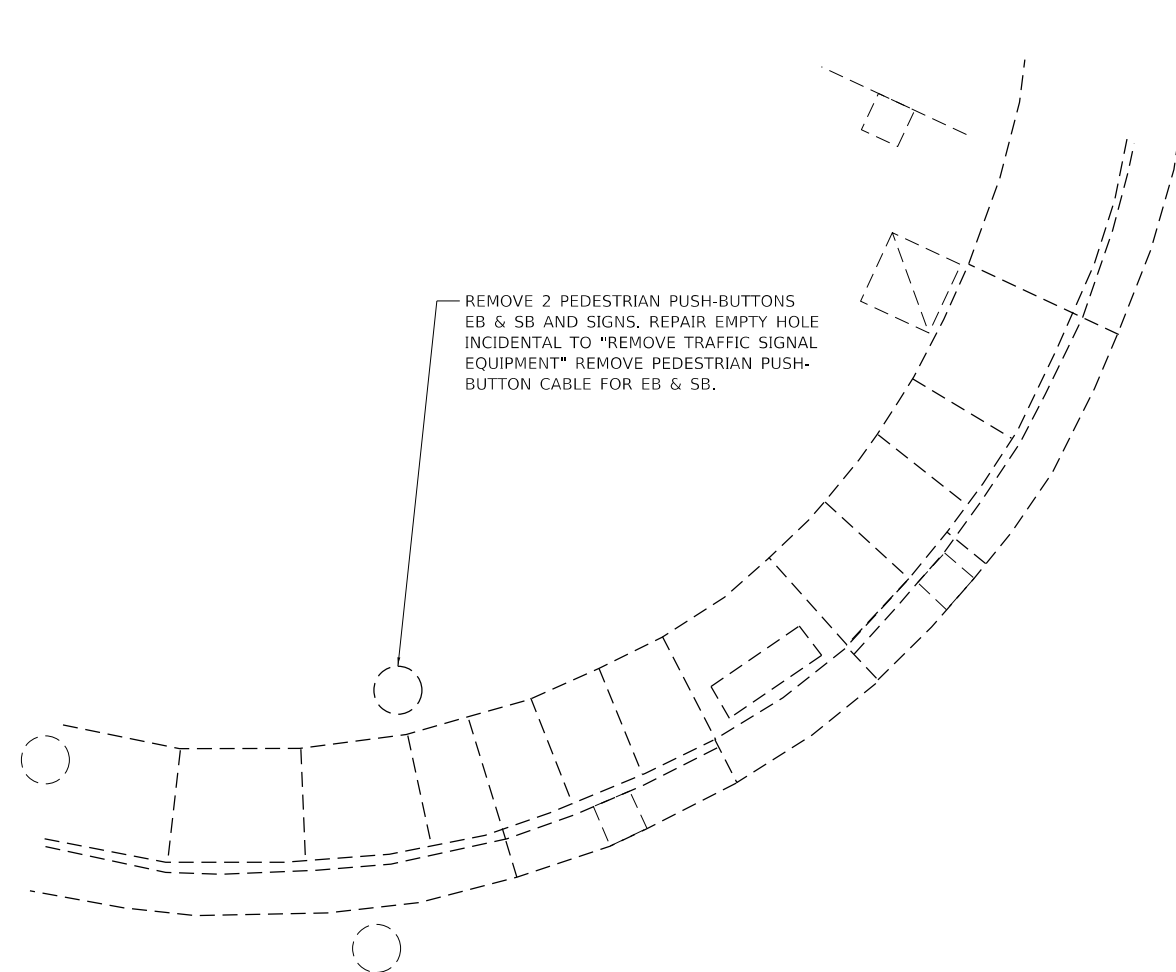 REMOVE 2 PEDESTRIAN PUSH-BUTTONS
EB & SB AND SIGNS. REPAIR EMPTY HOLE
INCIDENTAL TO "REMOVE TRAFFIC SIGNAL
EQUIPMENT" REMOVE PEDESTRIAN PUSH-
BUTTON CABLE FOR EB & SB.